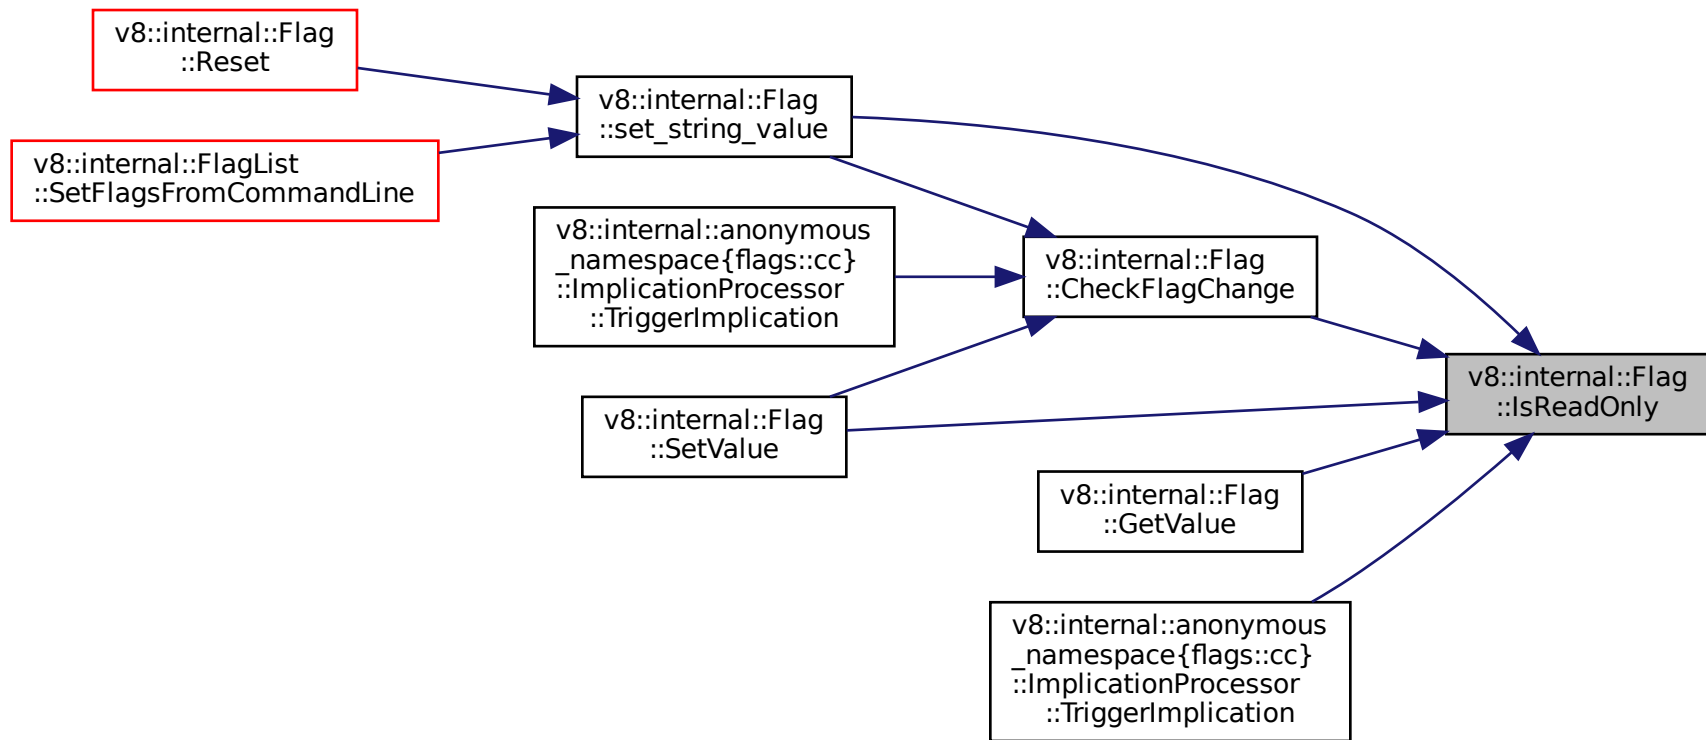 v8::internal::Flag
::Reset
v8::internal::FlagList
::SetFlagsFromCommandLine
v8::internal::Flag
::set_string_value
v8::internal::anonymous
_namespace{flags::cc}
::ImplicationProcessor
::TriggerImplication
v8::internal::Flag
::SetValue
v8::internal::Flag
::CheckFlagChange
v8::internal::Flag
::GetValue
v8::internal::anonymous
_namespace{flags::cc}
::ImplicationProcessor
::TriggerImplication
v8::internal::Flag
::IsReadOnly